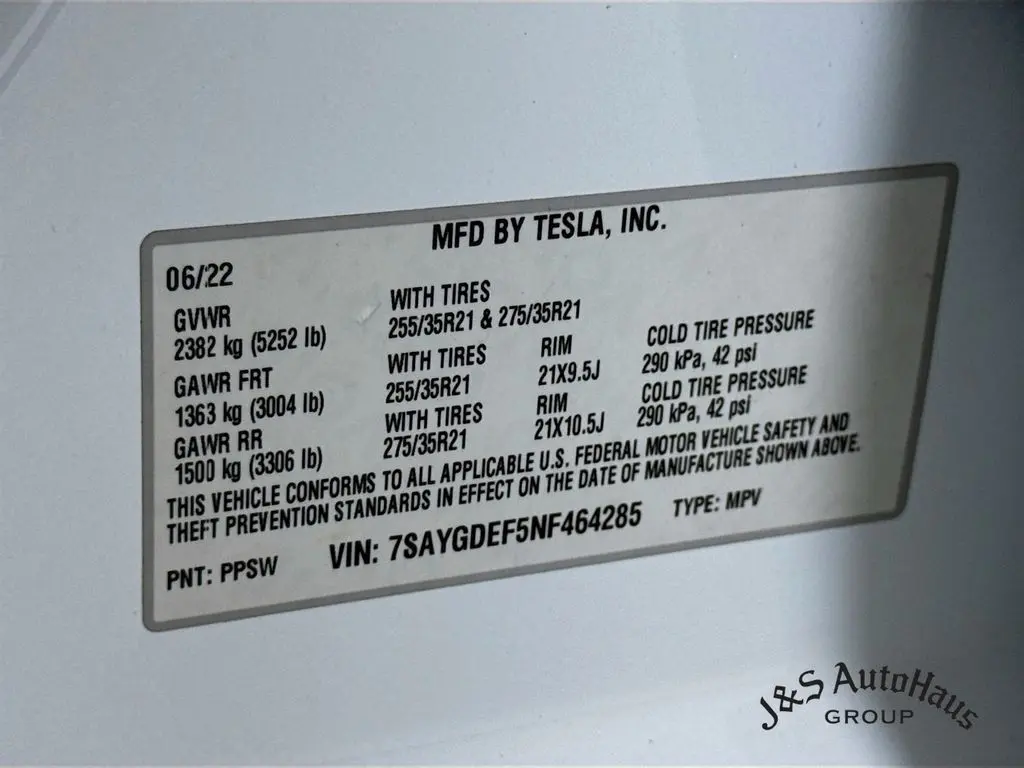 MFD BY TESLA, INC.
06/22
GVWR WITH TIRES
2382 kg (5252 lb) 255/35R21 & 275/35R21
GAWR FRT WITH TIRES RIM COLD TIRE PRESSURE
1363 kg (3004 lb) 255/35R21 21X9.5J 290 kPa, 42 psi
GAWR RR WITH TIRES RIM COLD TIRE PRESSURE
1500 kg (3306 lb) 275/35R21 21X10.5J 290 kPa, 42 psi
THIS VEHICLE CONFORMS TO ALL APPLICABLE U.S. FEDERAL MOTOR VEHICLE SAFETY AND
THEFT PREVENTION STANDARDS IN EFFECT ON THE DATE OF MANUFACTURE SHOWN ABOVE.
PNT: PPSW VIN: 7SAYGDEF5NF464285 TYPE: MPV
J&S AutoHaus
GROUP